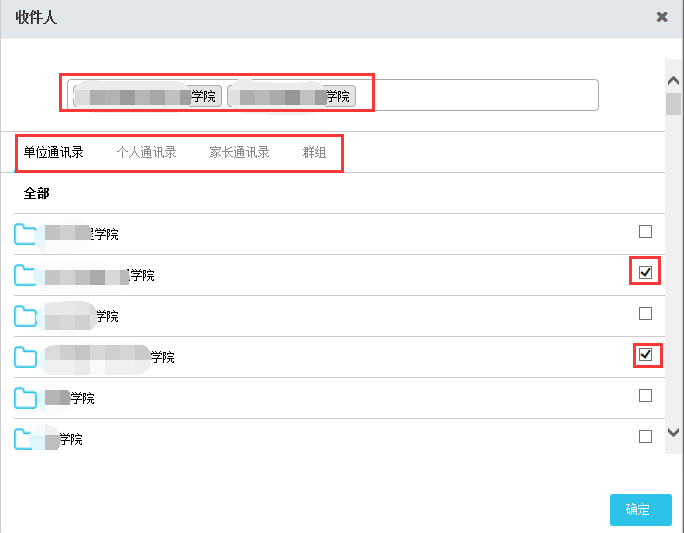 收件人
学院 学院
单位通讯录 个人通讯录 家长通讯录 群组
全部
学院
学院
学院
学院
学院
学院
确定